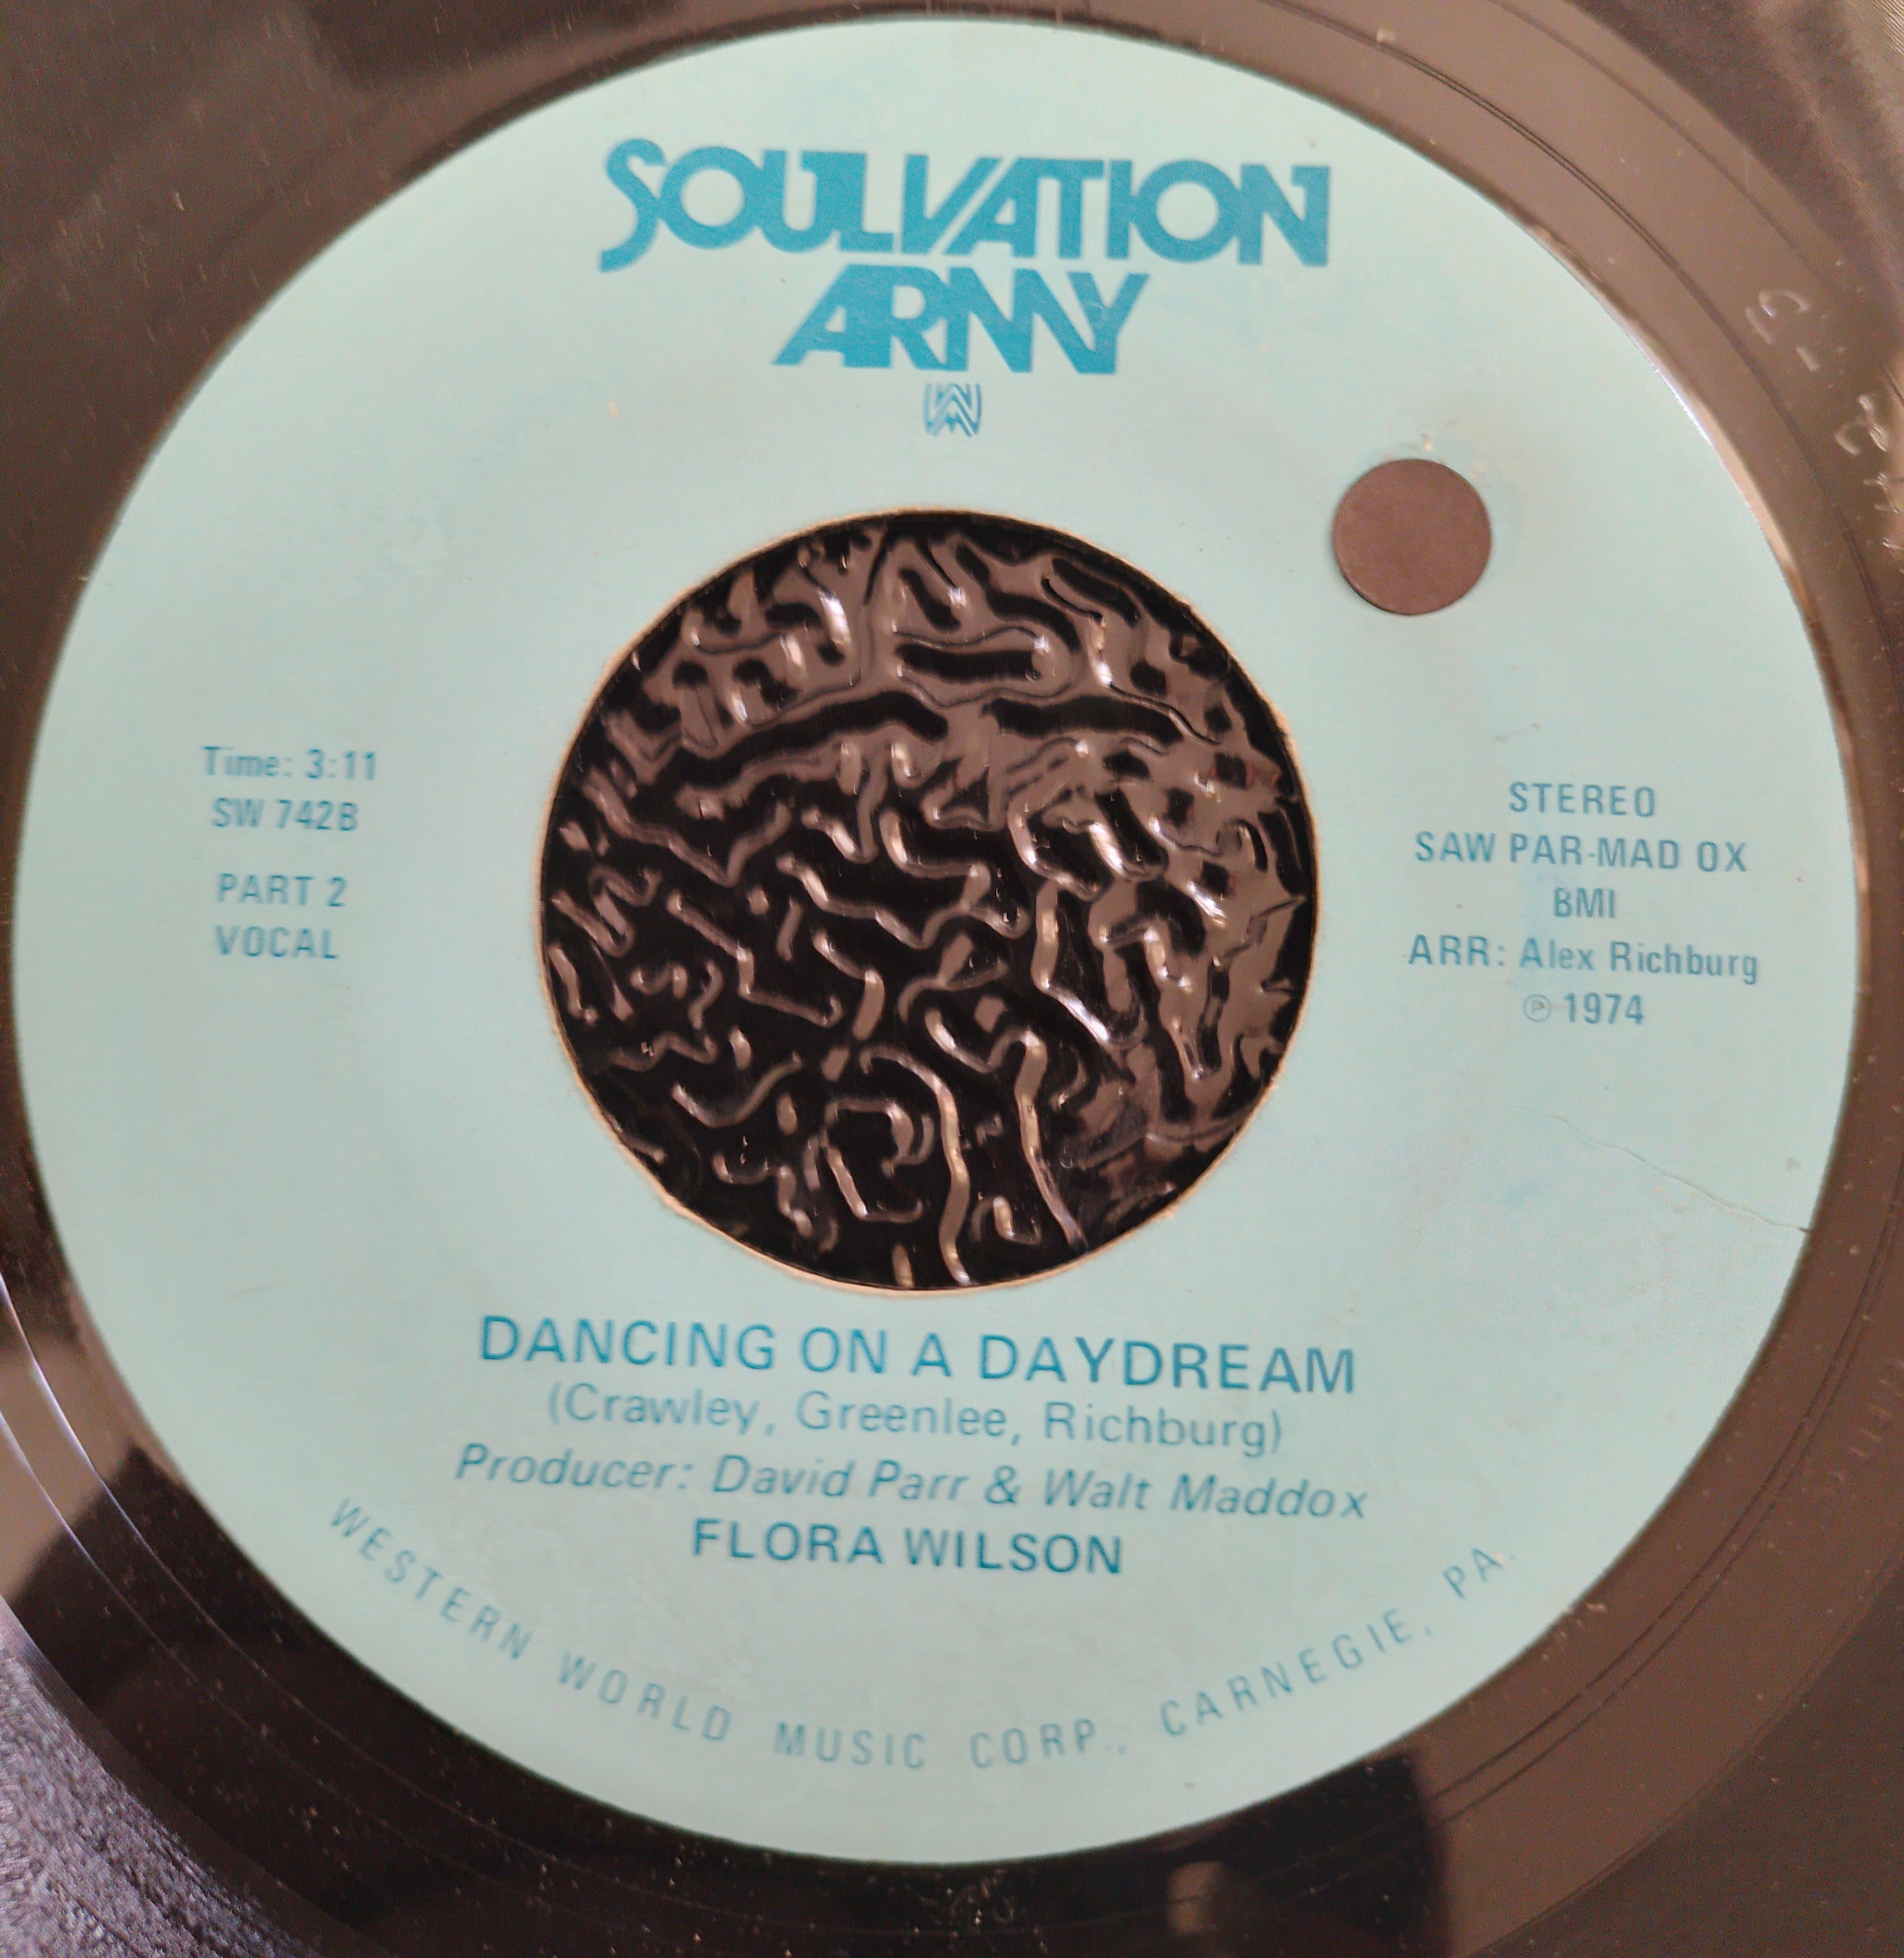 SOULVATION
ARMY
Time: 3:11
SW 742B
PART 2
VOCAL
STEREO
SAW PAR-MAD OX
BMI
ARR: Alex Richburg
℗ 1974
DANCING ON A DAYDREAM
(Crawley, Greenlee, Richburg)
Producer: David Parr & Walt Maddox
FLORA WILSON
WESTERN WORLD MUSIC CORP., CARNEGIE, PA.